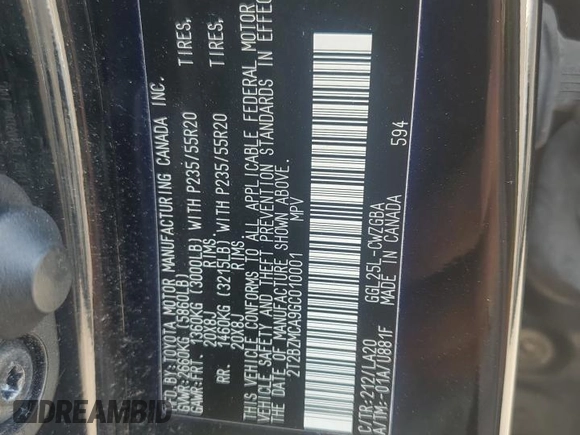 MFD.BY:TOYOTA MOTOR MANUFACTURING CANADA INC.
GVWR:2660KG(5860LB)
GAWR:FRT. 1360KG(3000LB) WITH P235/55R20 TIRES,
20X8J RIMS
RR. 1460KG(3215LB) WITH P235/55R20 TIRES,
20X8J RIMS
THIS VEHICLE CONFORMS TO ALL APPLICABLE FEDERAL MOTOR
VEHICLE SAFETY AND THEFT PREVENTION STANDARDS IN EFFEC
DATE OF MANUFACTURE SHOWN ABOVE.
2T2BZMCA9GC010001 MPV
C/TR:212/LA20 GGL25L-CWZGBA
A/TM:-01A/U881F MADE IN CANADA 594
DREAMBID